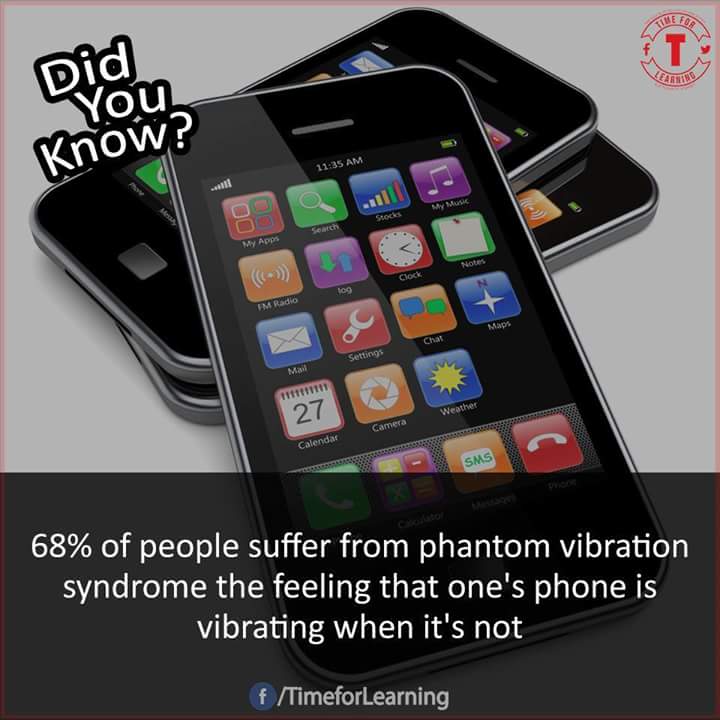 Did
You
Know?
TIME FOR
T
LEARNING
11:35 AM
My Apps
Search
Stocks
My Music
FM Radio
log
Clock
Notes
Mail
Settings
Chat
N
Maps
27
Calendar
Camera
Weather
SMS
Calculator
Messages
Phone
Phone
68% of people suffer from phantom vibration
syndrome the feeling that one's phone is
vibrating when it's not
f /TimeforLearning